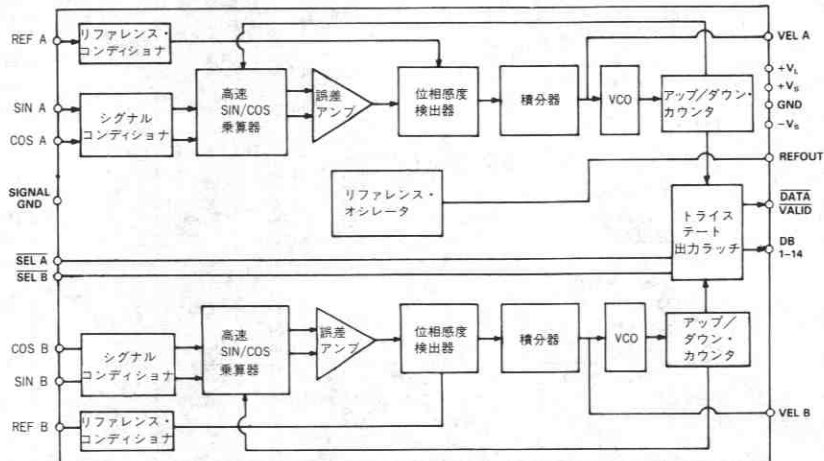 REF A
リファレンス・
コンディショナ
SIN A
COS A
シグナル
コンディショナ
高速
SIN/COS
乗算器
誤差
アンプ
位相感度
検出器
積分器
VCO
アップ/ダウン・
カウンタ
VEL A
+VL
+VS
GND
-VS
REFOUT
SIGNAL
GND
リファレンス・
オシレータ
トライス
テート
出力ラッチ
DATA
VALID
DB
1-14
SEL A
SEL B
COS B
SIN B
シグナル
コンディショナ
高速
SIN/COS
乗算器
誤差
アンプ
位相感度
検出器
積分器
VCO
アップ/
ダウン・
カウンタ
REF B
リファレンス・
コンディショナ
VEL B